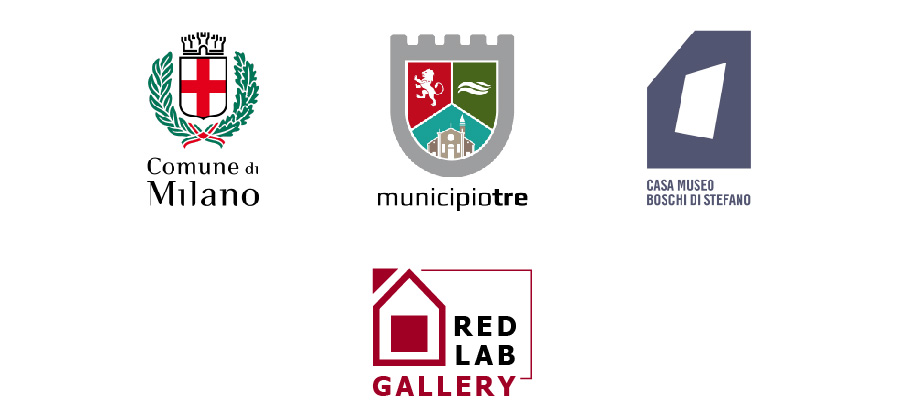 Comune di
Milano
municipiotre
CASA MUSEO
BOSCHI DI STEFANO
RED
LAB
GALLERY